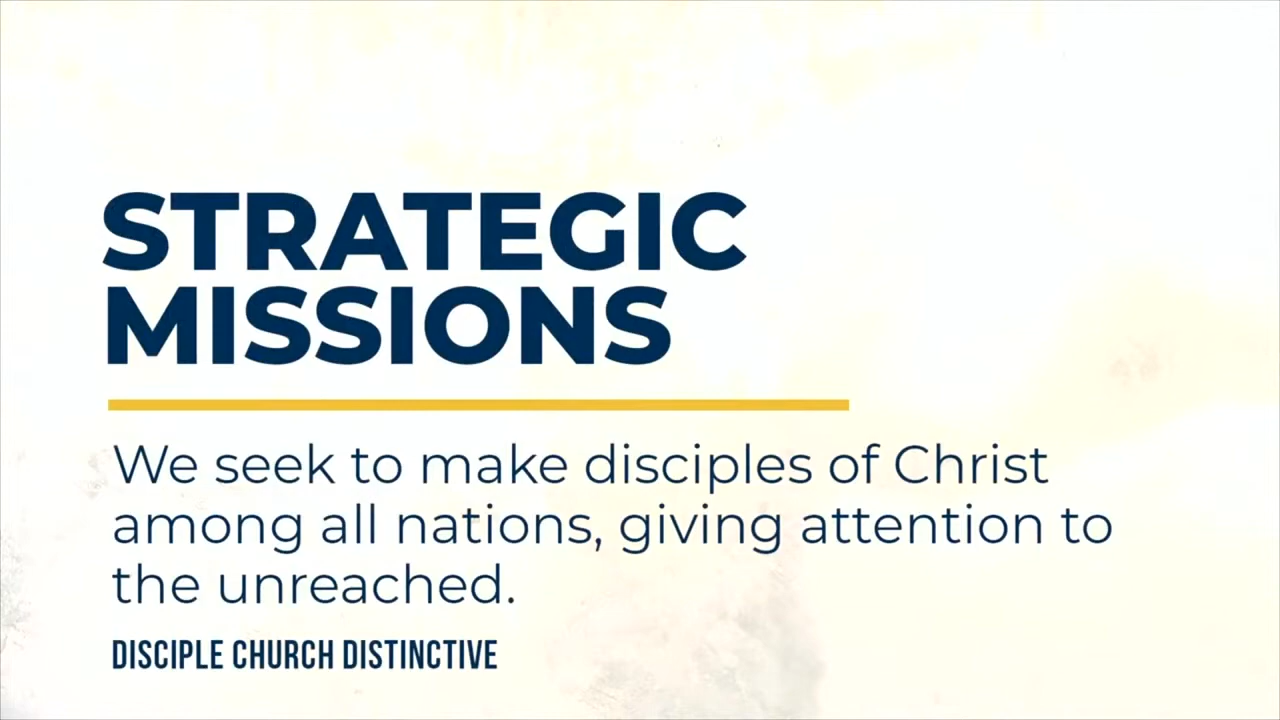 STRATEGIC
MISSIONS
We seek to make disciples of Christ
among all nations, giving attention to
the unreached.
DISCIPLE CHURCH DISTINCTIVE